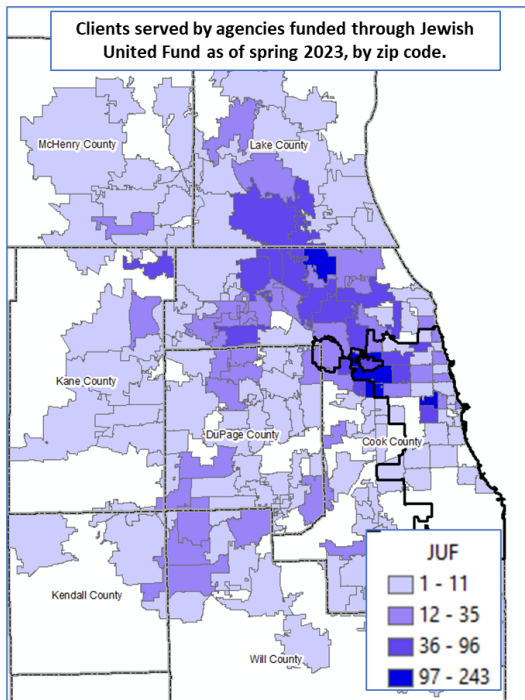 Clients served by agencies funded through Jewish
United Fund as of spring 2023, by zip code.
McHenry County
Lake County
Kane County
DuPage County
Cook County
Kendall County
Will County
JUF
1 - 11
12 - 35
36 - 96
97 - 243